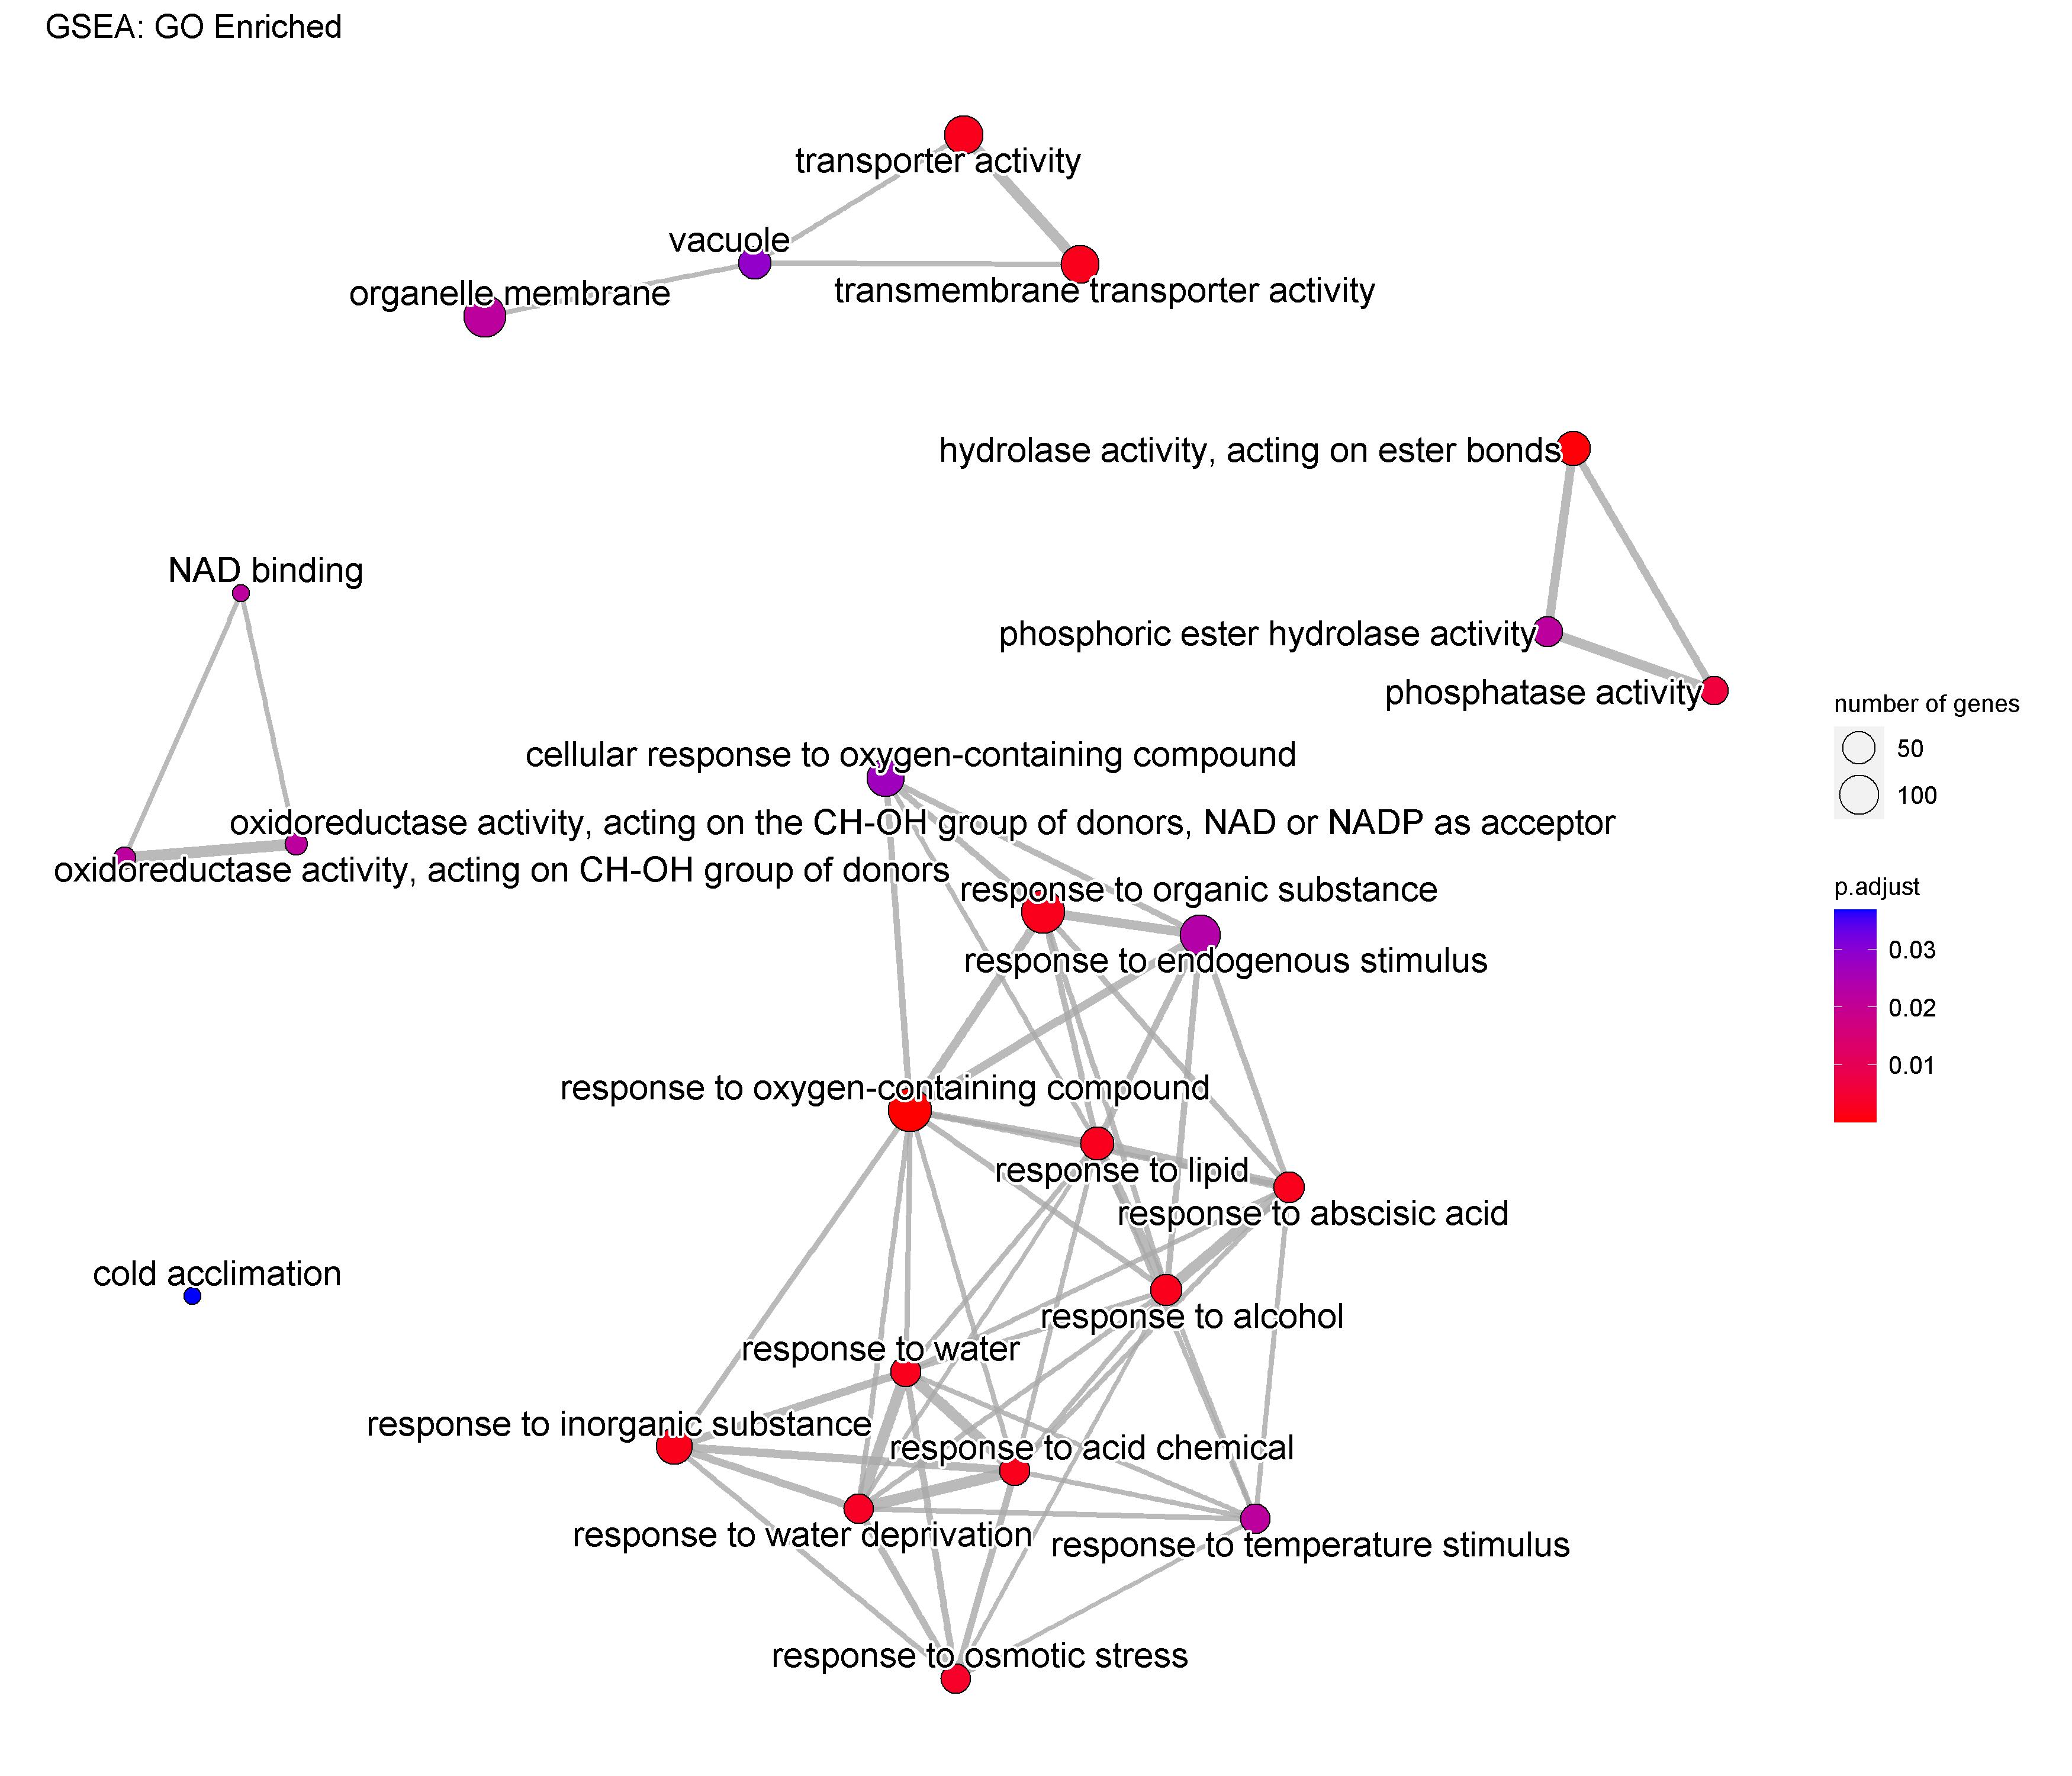 GSEA: GO Enriched
transporter activity
vacuole
organelle membrane
transmembrane transporter activity
hydrolase activity, acting on ester bonds
NAD binding
phosphoric ester hydrolase activity
phosphatase activity
number of genes
50
100
cellular response to oxygen-containing compound
oxidoreductase activity, acting on the CH-OH group of donors, NAD or NADP as acceptor
oxidoreductase activity, acting on CH-OH group of donors
p.adjust
0.03
0.02
0.01
response to organic substance
response to endogenous stimulus
response to oxygen-containing compound
response to lipid
response to abscisic acid
cold acclimation
response to alcohol
response to water
response to inorganic substance
response to acid chemical
response to water deprivation
response to temperature stimulus
response to osmotic stress